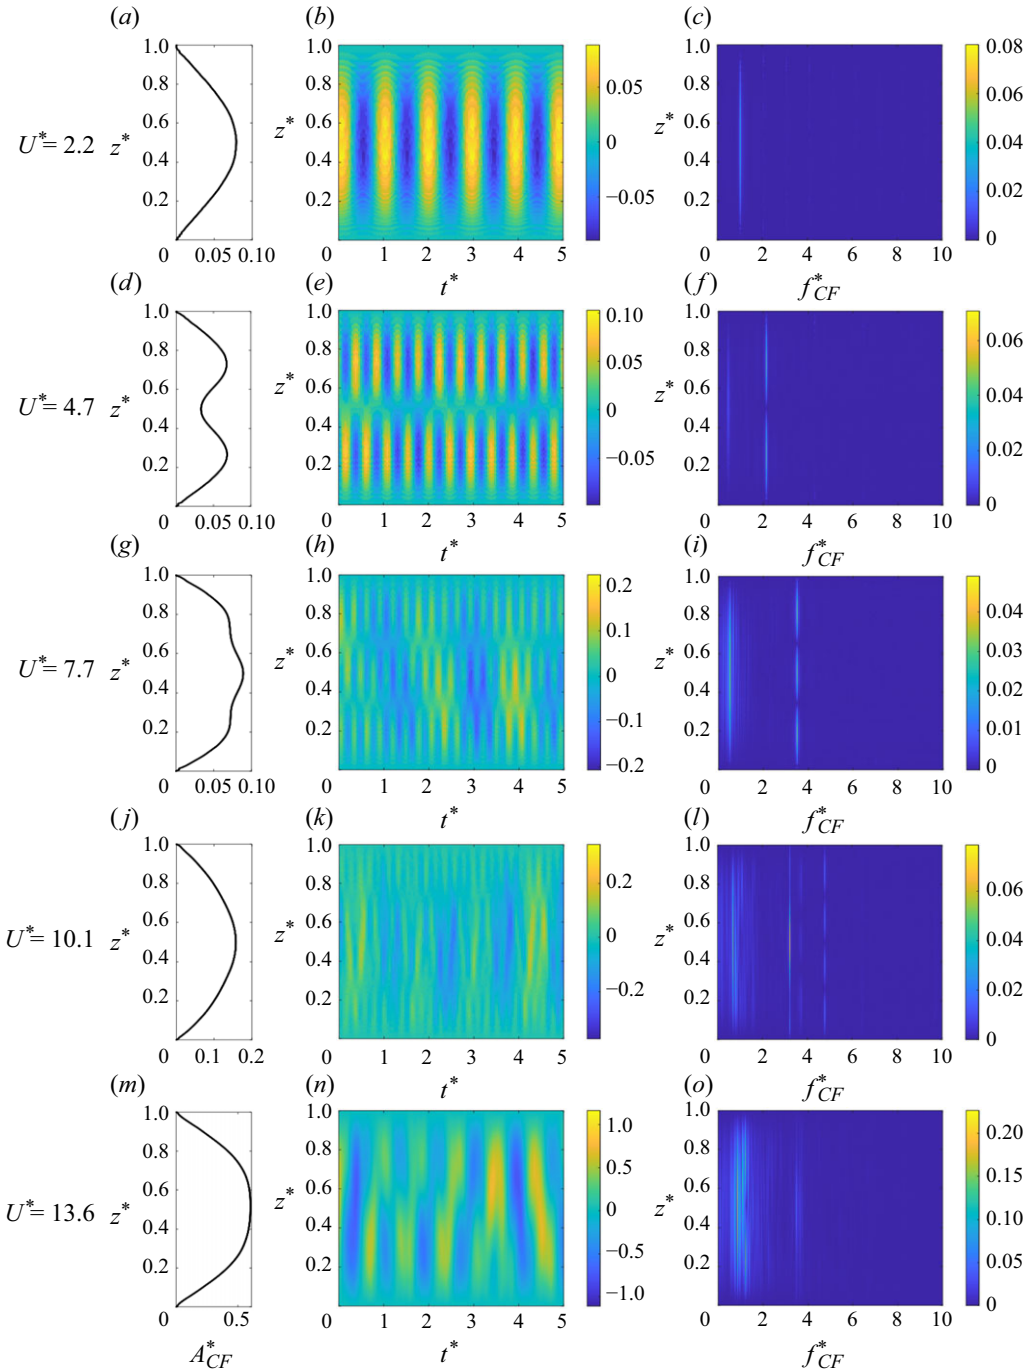 (a) (b) (c)
U* = 2.2
z* 1.0 0.8 0.6 0.4 0.2 0 0.05 0.10
z* 1.0 0.8 0.6 0.4 0.2 0 1 2 3 4 5
t*
0.05 0 −0.05
z* 1.0 0.8 0.6 0.4 0.2 0 2 4 6 8 10
f*CF
0.08 0.06 0.04 0.02 0
(d) (e) (f)
U* = 4.7
z* 1.0 0.8 0.6 0.4 0.2 0 0.05 0.10
z* 1.0 0.8 0.6 0.4 0.2 0 1 2 3 4 5
t*
0.10 0.05 0 −0.05
z* 1.0 0.8 0.6 0.4 0.2 0 2 4 6 8 10
f*CF
0.06 0.04 0.02 0
(g) (h) (i)
U* = 7.7
z* 1.0 0.8 0.6 0.4 0.2 0 0.05 0.10
z* 1.0 0.8 0.6 0.4 0.2 0 1 2 3 4 5
t*
0.2 0.1 0 −0.1 −0.2
z* 1.0 0.8 0.6 0.4 0.2 0 2 4 6 8 10
f*CF
0.04 0.03 0.02 0.01 0
(j) (k) (l)
U* = 10.1
z* 1.0 0.8 0.6 0.4 0.2 0 0.1 0.2
z* 1.0 0.8 0.6 0.4 0.2 0 1 2 3 4 5
t*
0.2 0 −0.2
z* 1.0 0.8 0.6 0.4 0.2 0 2 4 6 8 10
f*CF
0.06 0.04 0.02 0
(m) (n) (o)
U* = 13.6
z* 1.0 0.8 0.6 0.4 0.2 0 0.5
A*CF
z* 1.0 0.8 0.6 0.4 0.2 0 1 2 3 4 5
t*
1.0 0.5 0 −0.5 −1.0
z* 1.0 0.8 0.6 0.4 0.2 0 2 4 6 8 10
f*CF
0.20 0.15 0.10 0.05 0